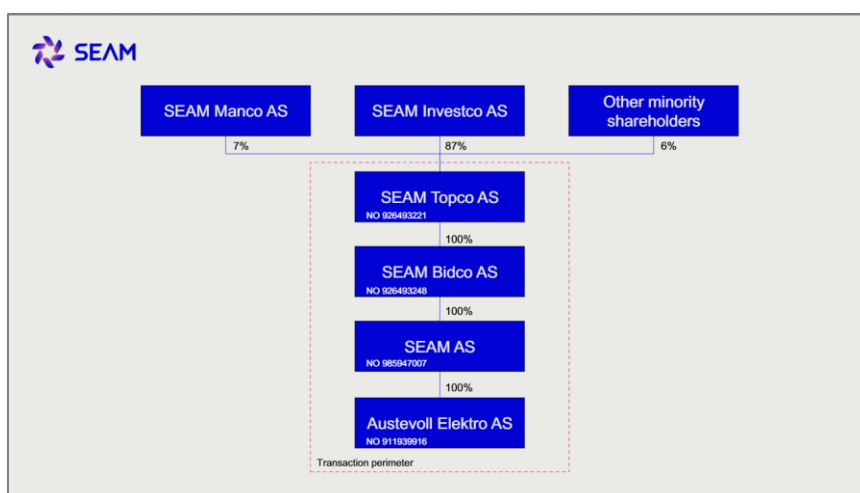 SEAM
SEAM Manco AS
SEAM Investco AS
Other minority
shareholders
7%
87%
6%
SEAM Topco AS
NO 926493221
100%
SEAM Bidco AS
NO 926493248
100%
SEAM AS
NO 985947007
100%
Austevoll Elektro AS
NO 911939916
Transaction perimeter